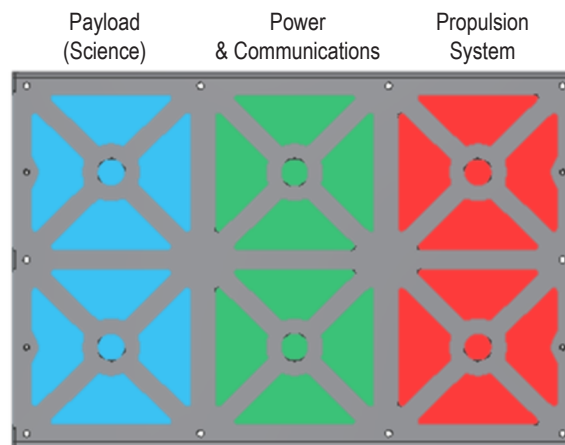 Payload
(Science)
Power
& Communications
Propulsion
System